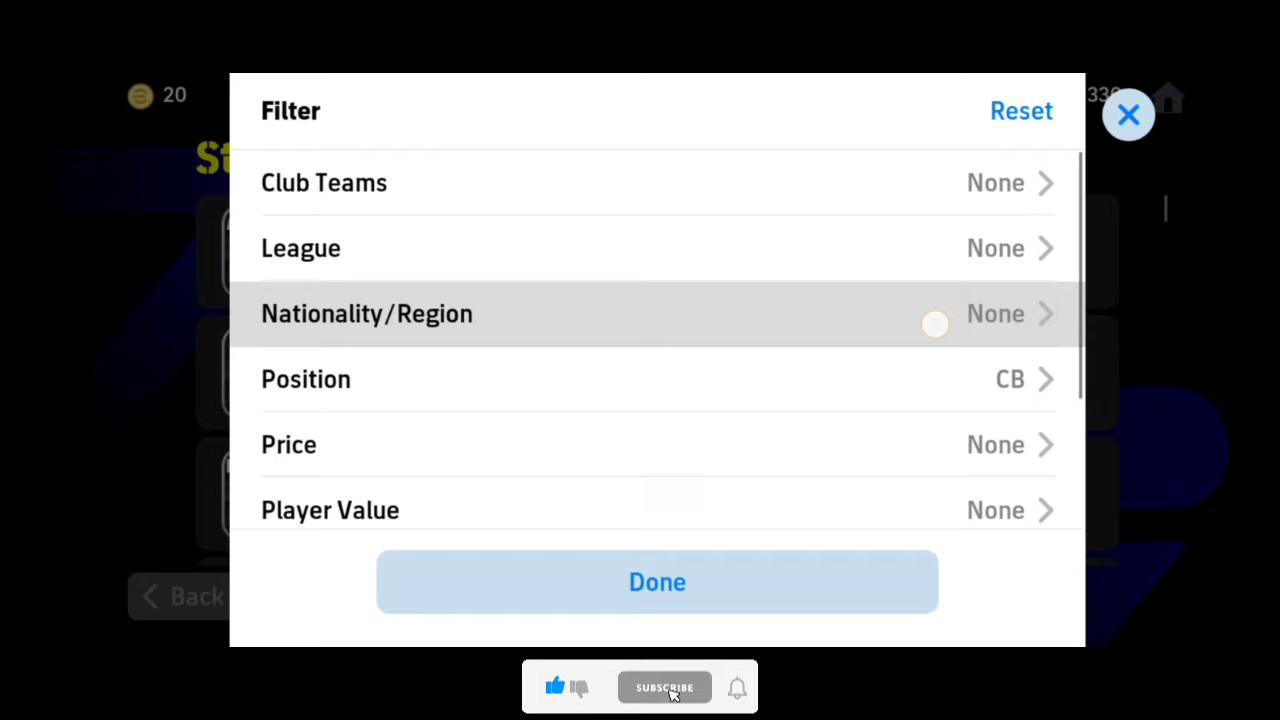 20
Filter
Reset
Club Teams None
League None
Nationality/Region None
Position CB
Price None
Player Value None
Done
Back
SUBSCRIBE